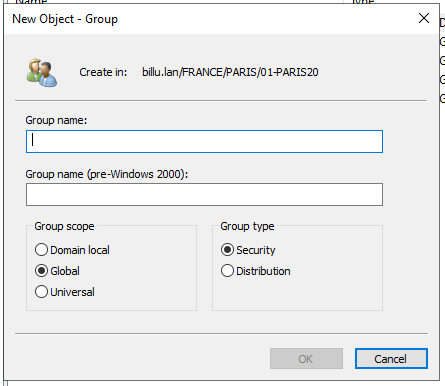 Name
Type
New Object - Group
Create in: billu.lan/FRANCE/PARIS/01-PARIS20
Group name:
Group name (pre-Windows 2000):
Group scope
Group type
Domain local
Security
Global
Distribution
Universal
OK
Cancel